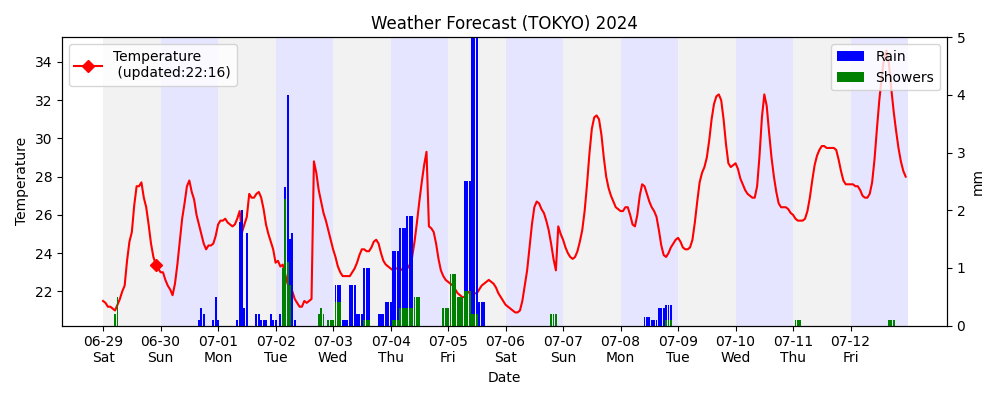 Weather Forecast (TOKYO) 2024
Temperature
(updated:22:16)
Rain
Showers
Temperature
34
32
30
28
26
24
22
5
4
3
2
1
0
mm
06-29 06-30 07-01 07-02 07-03 07-04 07-05 07-06 07-07 07-08 07-09 07-10 07-11 07-12
Sat Sun Mon Tue Wed Thu Fri Sat Sun Mon Tue Wed Thu Fri
Date